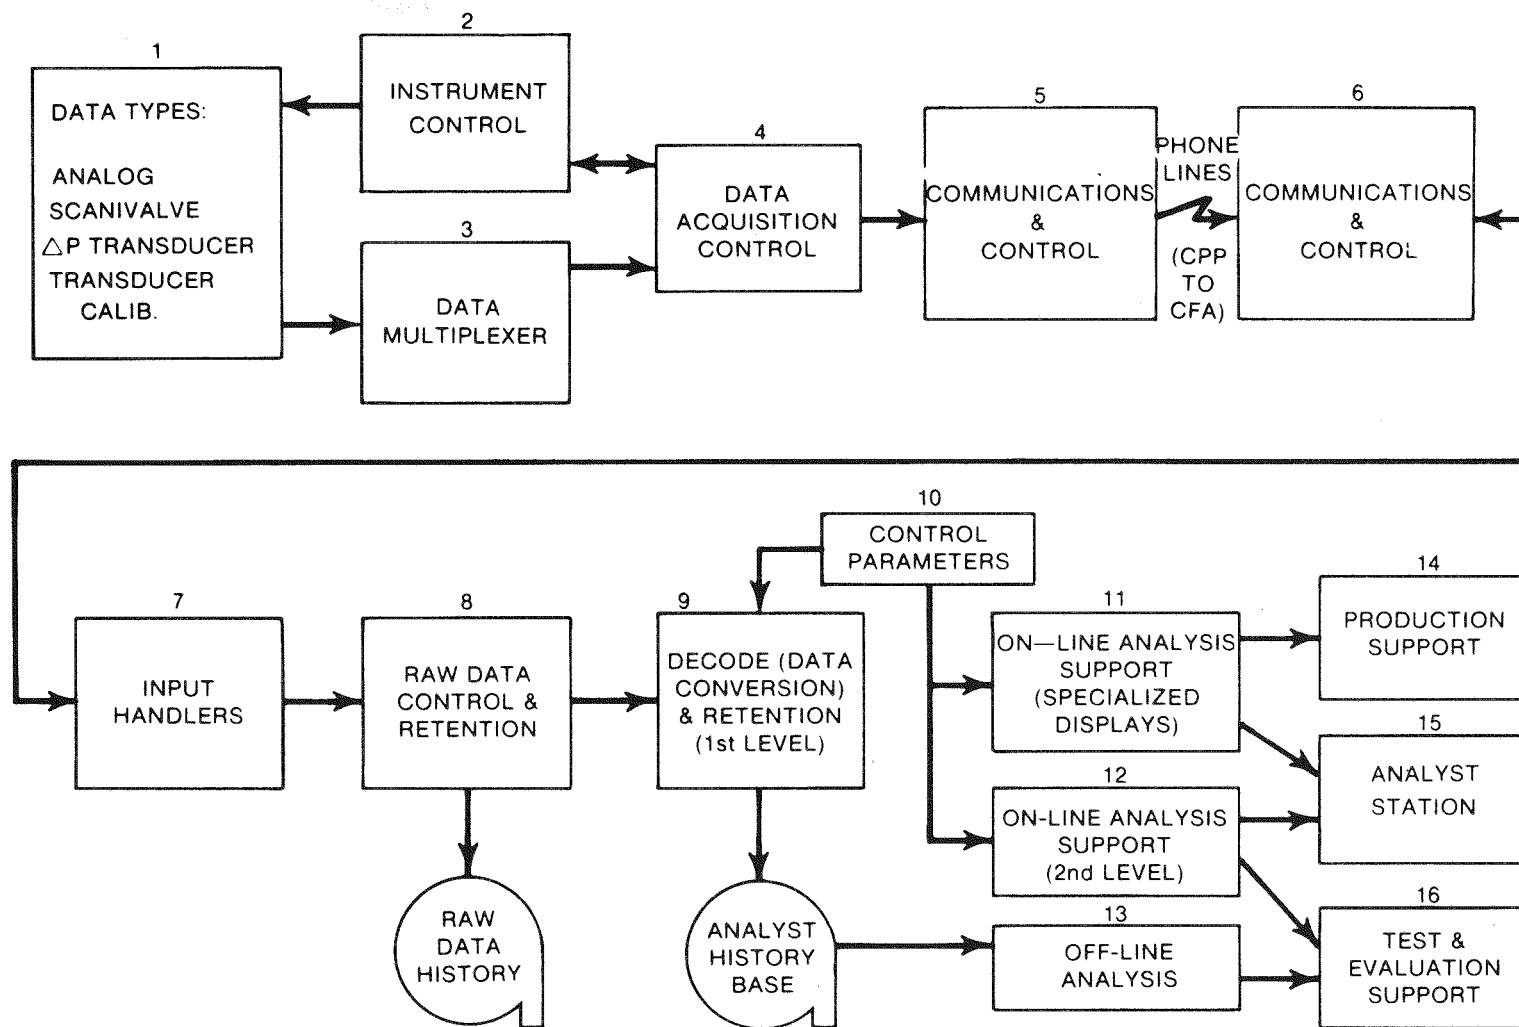 1
DATA TYPES:
ANALOG
SCANIVALVE
△P TRANSDUCER
TRANSDUCER
CALIB.
2
INSTRUMENT
CONTROL
3
DATA
MULTIPLEXER
4
DATA
ACQUISITION
CONTROL
5
COMMUNICATIONS
&
CONTROL
PHONE
LINES
(CPP
TO
CFA)
6
COMMUNICATIONS
&
CONTROL
7
INPUT
HANDLERS
8
RAW DATA
CONTROL &
RETENTION
RAW
DATA
HISTORY
9
DECODE (DATA
CONVERSION)
& RETENTION
(1st LEVEL)
ANALYST
HISTORY
BASE
10
CONTROL
PARAMETERS
11
ON—LINE ANALYSIS
SUPPORT
(SPECIALIZED
DISPLAYS)
12
ON-LINE ANALYSIS
SUPPORT
(2nd LEVEL)
13
OFF-LINE
ANALYSIS
14
PRODUCTION
SUPPORT
15
ANALYST
STATION
16
TEST &
EVALUATION
SUPPORT